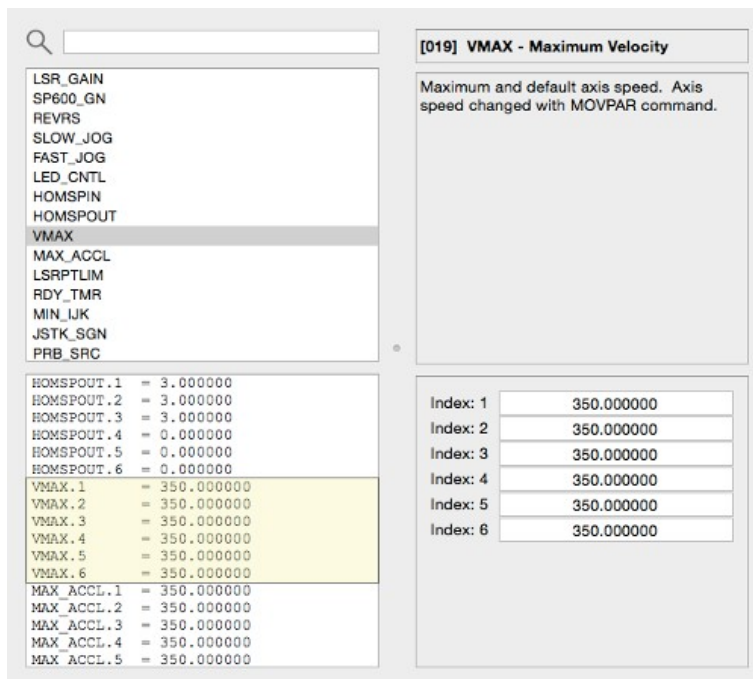 LSR_GAIN
SP600_GN
REVRS
SLOW_JOG
FAST_JOG
LED_CNTL
HOMSPIN
HOMSPOUT
VMAX
MAX_ACCL
LSRPTLIM
RDY_TMR
MIN_IJK
JSTK_SGN
PRB_SRC
HOMSPOUT.1 = 3.000000
HOMSPOUT.2 = 3.000000
HOMSPOUT.3 = 3.000000
HOMSPOUT.4 = 0.000000
HOMSPOUT.5 = 0.000000
HOMSPOUT.6 = 0.000000
VMAX.1 = 350.000000
VMAX.2 = 350.000000
VMAX.3 = 350.000000
VMAX.4 = 350.000000
VMAX.5 = 350.000000
VMAX.6 = 350.000000
MAX_ACCL.1 = 350.000000
MAX_ACCL.2 = 350.000000
MAX_ACCL.3 = 350.000000
MAX_ACCL.4 = 350.000000
MAX_ACCL.5 = 350.000000
[019] VMAX - Maximum Velocity
Maximum and default axis speed. Axis
speed changed with MOVPAR command.
Index: 1 350.000000
Index: 2 350.000000
Index: 3 350.000000
Index: 4 350.000000
Index: 5 350.000000
Index: 6 350.000000